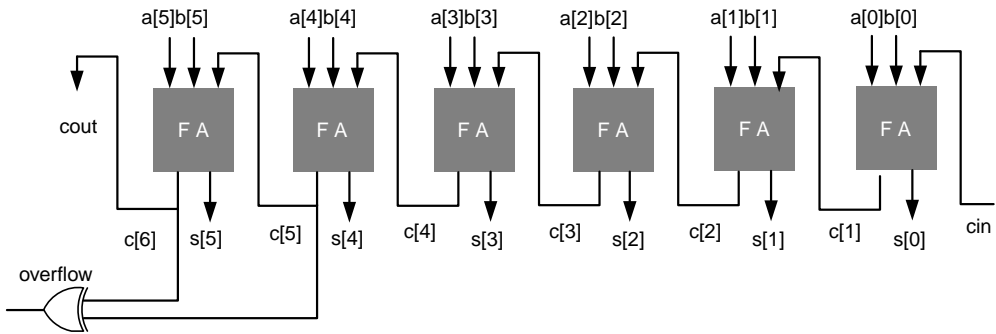 a[5]b[5] a[4]b[4] a[3]b[3] a[2]b[2] a[1]b[1] a[0]b[0]
cout
F A F A F A F A F A F A
c[6] s[5] c[5] s[4] c[4] s[3] c[3] s[2] c[2] s[1] c[1] s[0] cin
overflow